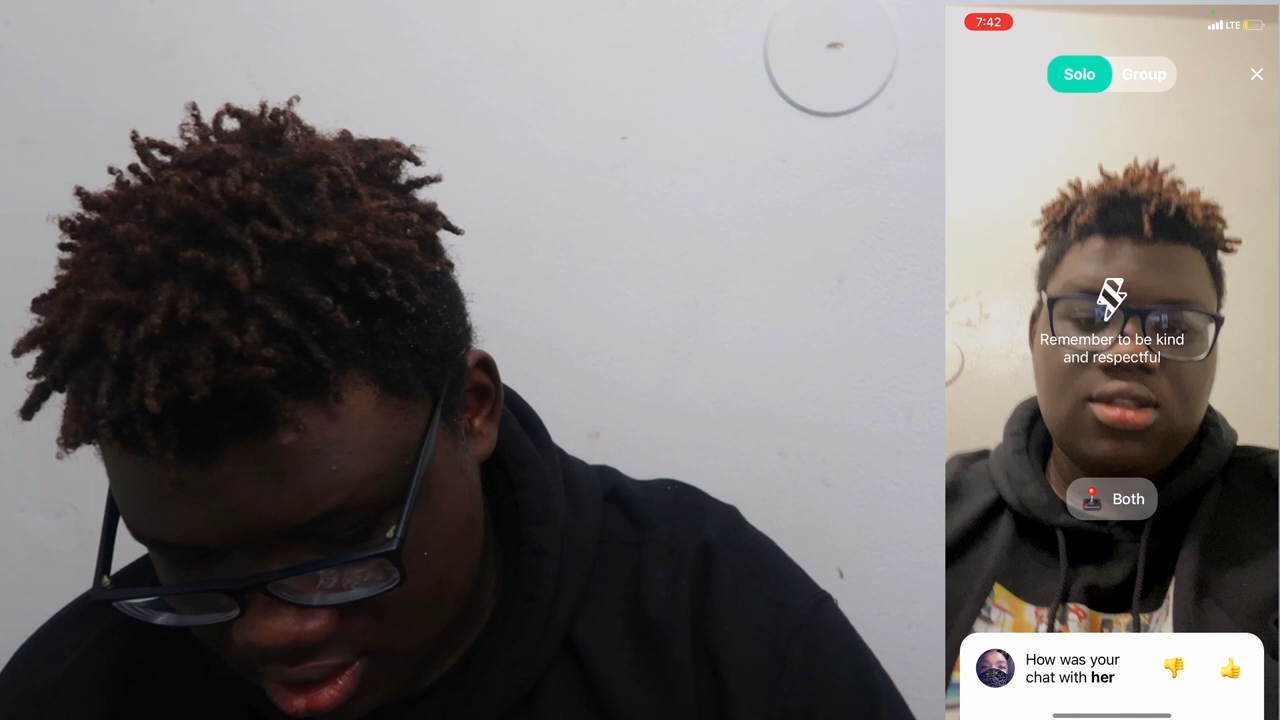 7:42
LTE
Solo Group
Remember to be kind
and respectful
Both
How was your
chat with her